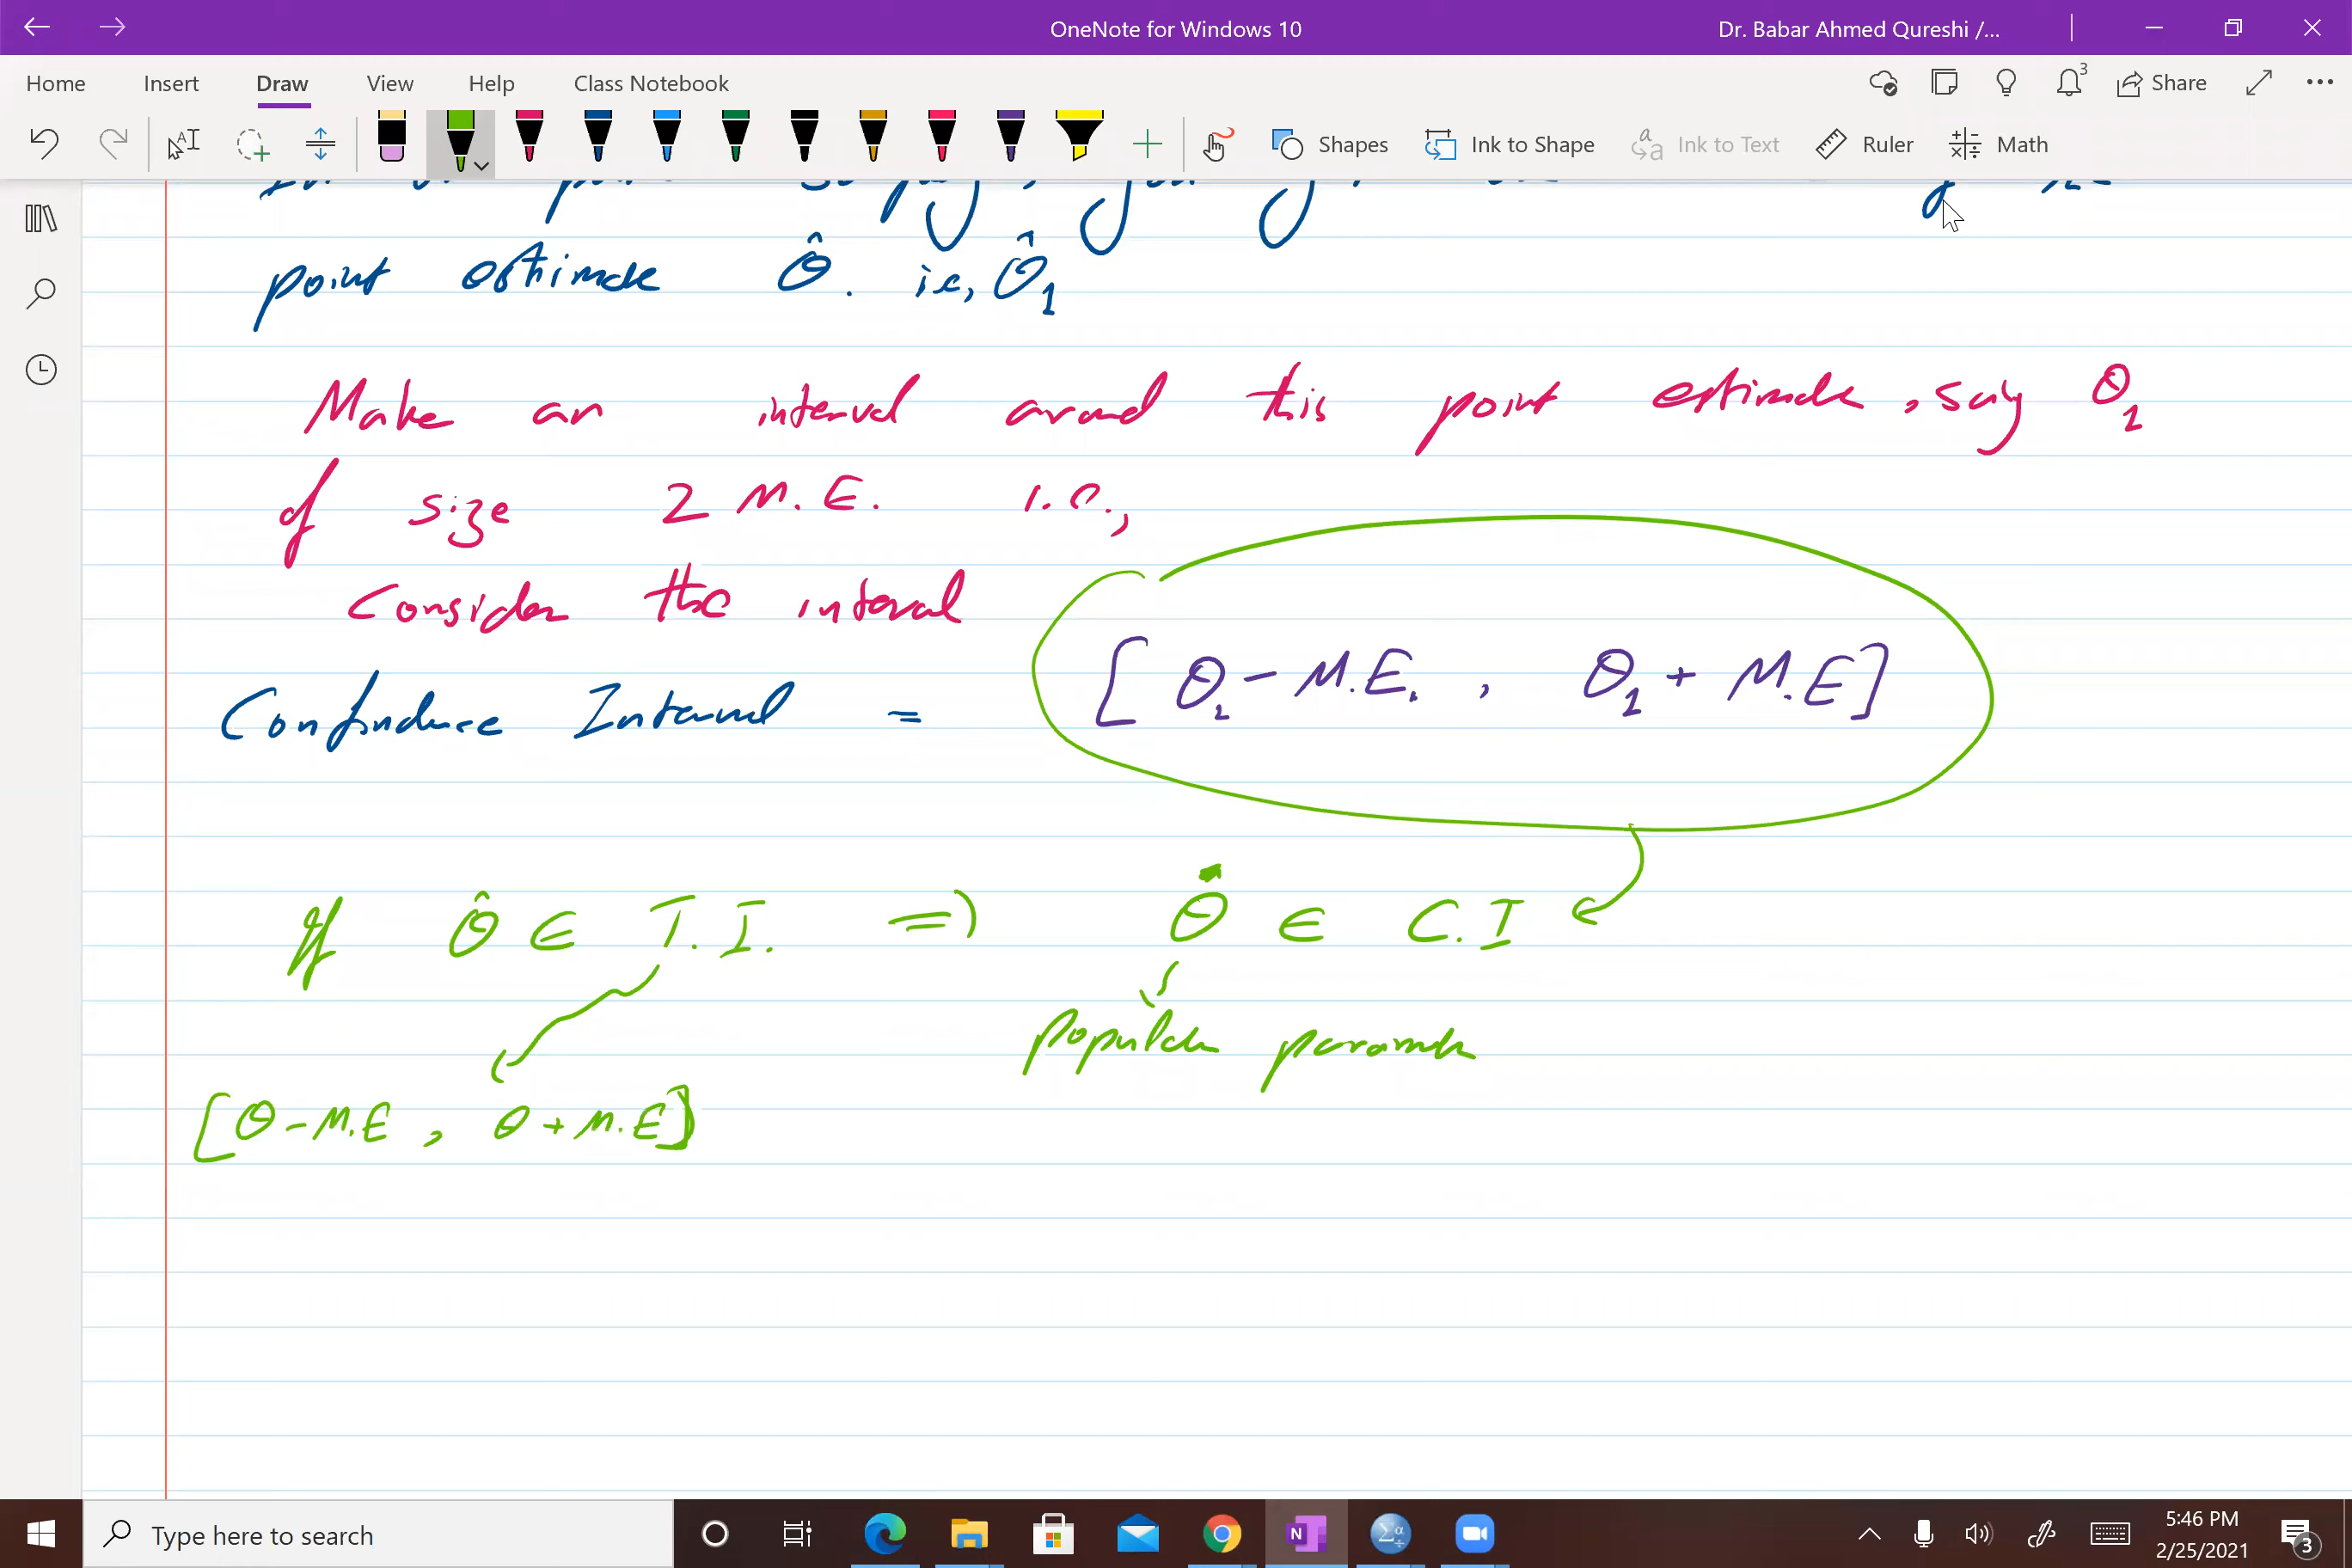 OneNote for Windows 10
Dr. Babar Ahmed Qureshi /...
Home Insert Draw View Help Class Notebook
3
Share
Shapes Ink to Shape Ink to Text Ruler Math
point estimate θ̂. i.e, θ̂₁
Make an interval around this point estimate, say θ₁
of size 2 M.E. i.e.,
Consider the interval
[ θ₁ - M.E. , θ₁ + M.E ]
Confindence Interval =
If θ̂ ∈ T.I. => θ ∈ C.I
population parameter
[θ - M.E , θ + M.E]
Type here to search
5:46 PM
2/25/2021
3